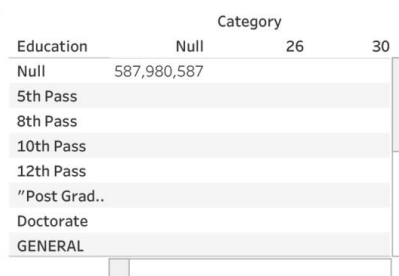 Category
Education Null 26 30
Null 587,980,587
5th Pass
8th Pass
10th Pass
12th Pass
"Post Grad..
Doctorate
GENERAL